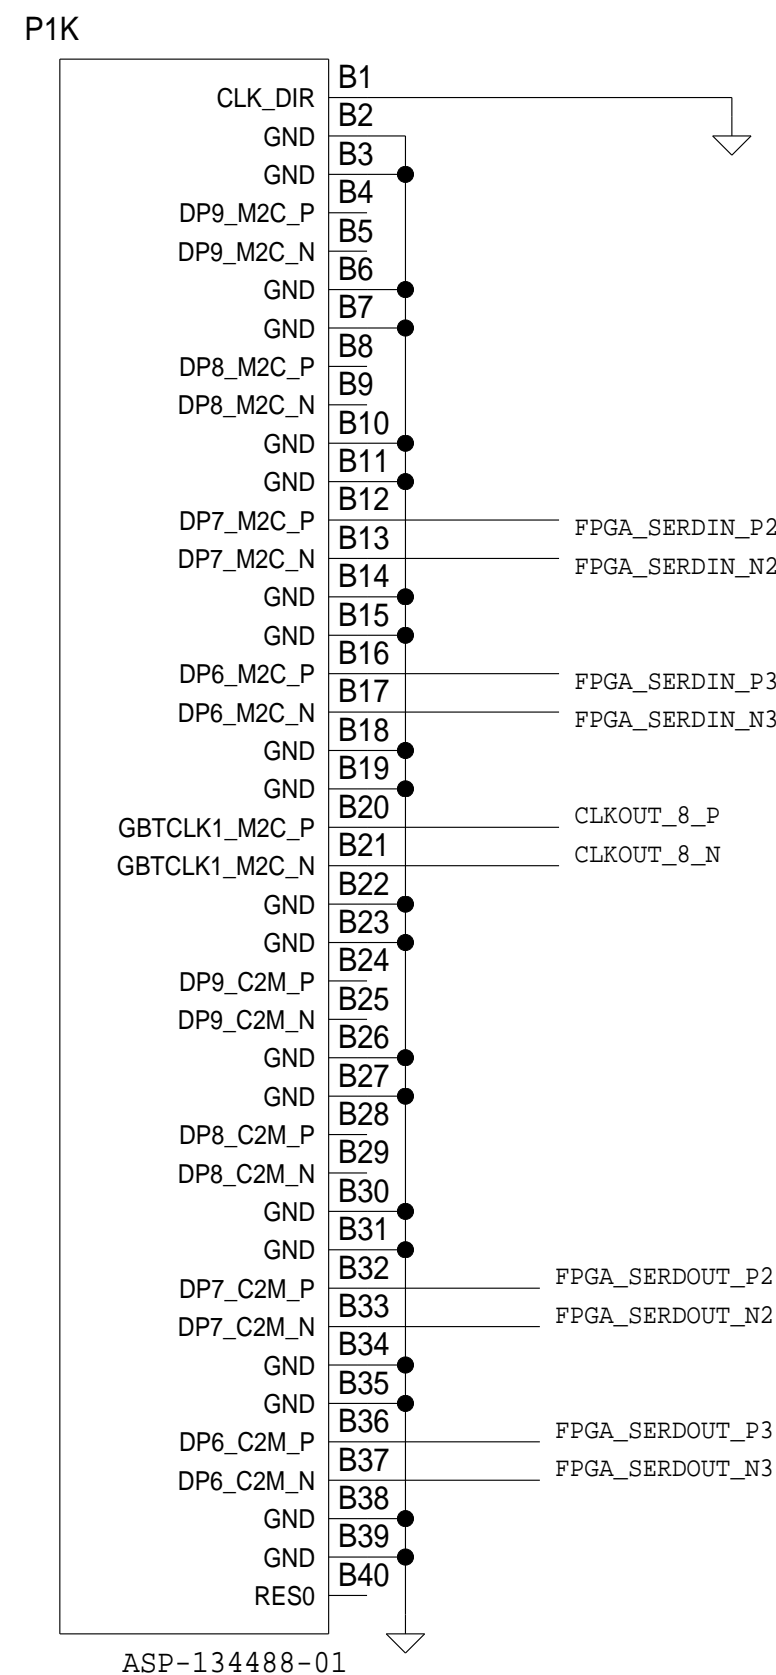 P1K
B1
CLK_DIR
B2
GND
B3
GND
B4
DP9_M2C_P
B5
DP9_M2C_N
B6
GND
B7
GND
B8
DP8_M2C_P
B9
DP8_M2C_N
B10
GND
B11
GND
B12
DP7_M2C_P FPGA_SERDIN_P2
B13
DP7_M2C_N FPGA_SERDIN_N2
B14
GND
B15
GND
B16
DP6_M2C_P FPGA_SERDIN_P3
B17
DP6_M2C_N FPGA_SERDIN_N3
B18
GND
B19
GND
B20
GBTCLK1_M2C_P CLKOUT_8_P
B21
GBTCLK1_M2C_N CLKOUT_8_N
B22
GND
B23
GND
B24
DP9_C2M_P
B25
DP9_C2M_N
B26
GND
B27
GND
B28
DP8_C2M_P
B29
DP8_C2M_N
B30
GND
B31
GND
B32
DP7_C2M_P FPGA_SERDOUT_P2
B33
DP7_C2M_N FPGA_SERDOUT_N2
B34
GND
B35
GND
B36
DP6_C2M_P FPGA_SERDOUT_P3
B37
DP6_C2M_N FPGA_SERDOUT_N3
B38
GND
B39
GND
B40
RES0
ASP-134488-01